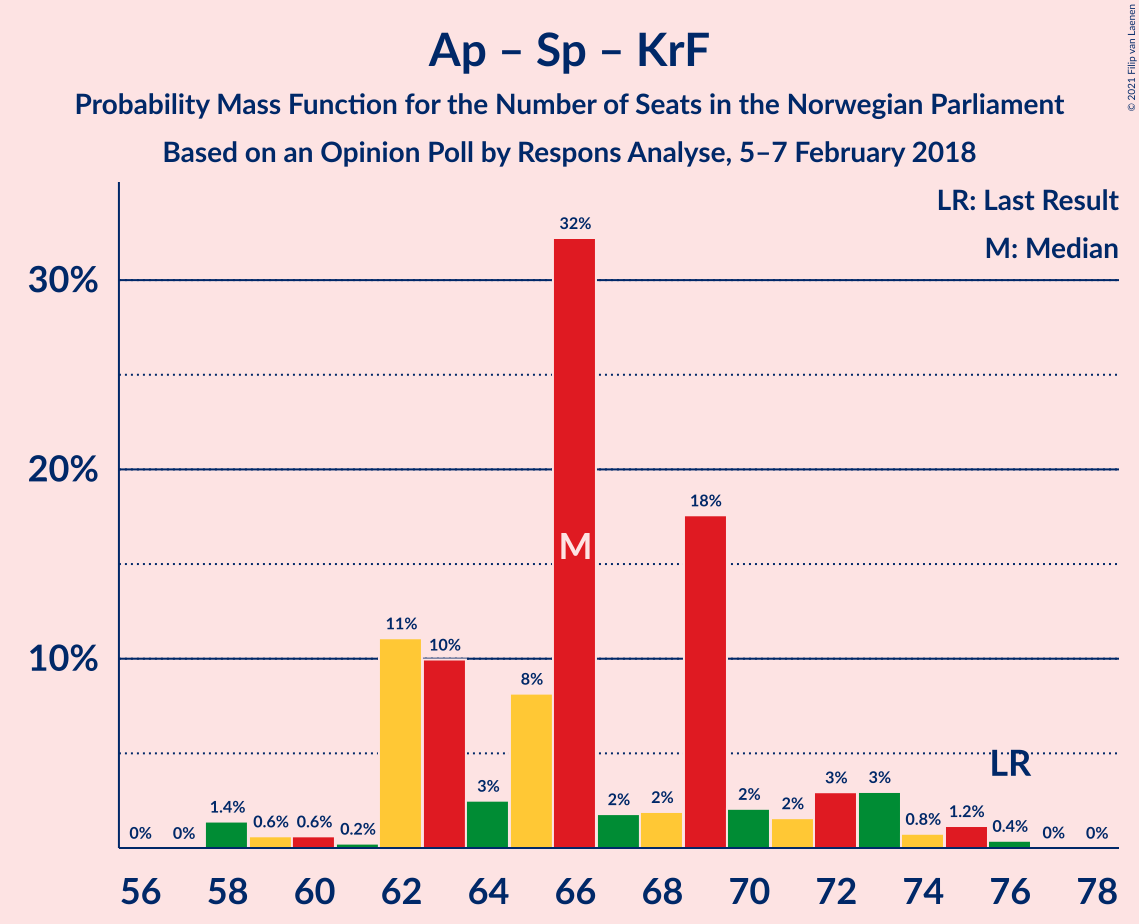 Ap – Sp – KrF
Probability Mass Function for the Number of Seats in the Norwegian Parliament
Based on an Opinion Poll by Respons Analyse, 5–7 February 2018
© 2021 Filip van Laenen
LR: Last Result
M: Median
30%
20%
10%
0%
0%
1.4%
0.6%
0.6%
0.2%
11%
10%
3%
8%
32%
2%
2%
18%
2%
2%
3%
3%
0.8%
1.2%
0.4%
0%
0%
M
LR
56 58 60 62 64 66 68 70 72 74 76 78